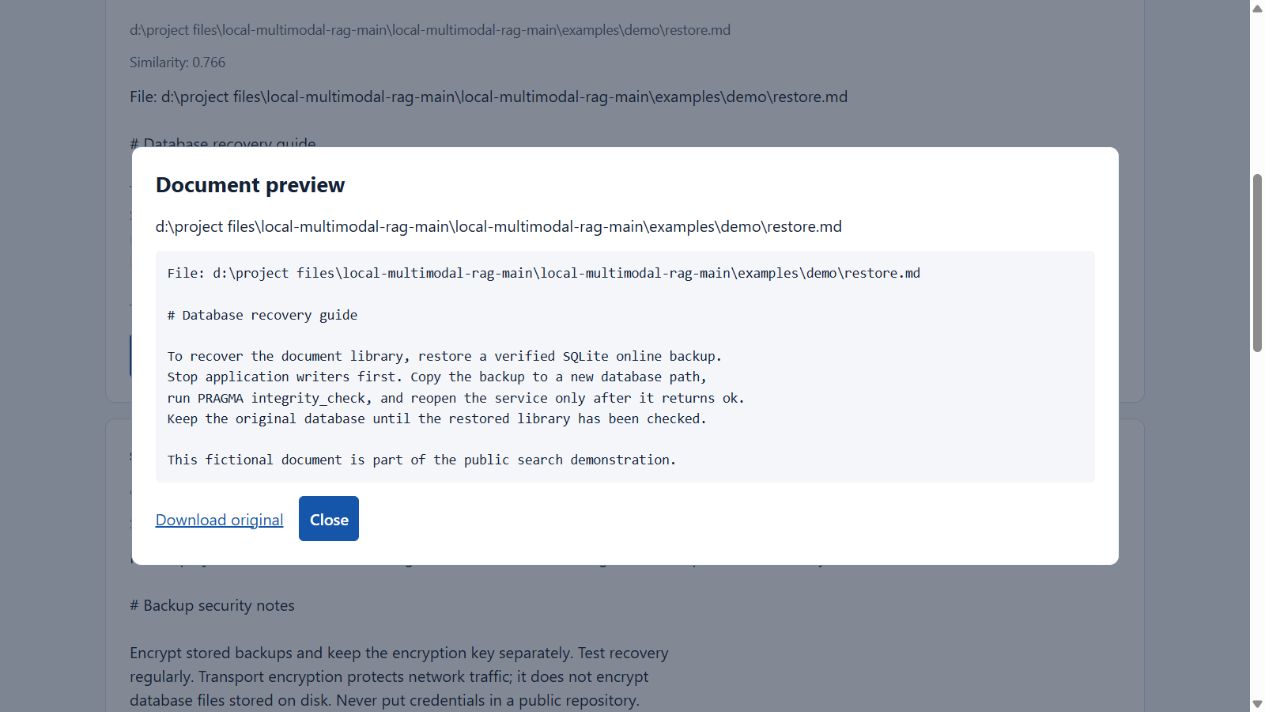 d:\project files\local-multimodal-rag-main\local-multimodal-rag-main\examples\demo\restore.md
Similarity: 0.766
File: d:\project files\local-multimodal-rag-main\local-multimodal-rag-main\examples\demo\restore.md
# Database recovery guide
Document preview
d:\project files\local-multimodal-rag-main\local-multimodal-rag-main\examples\demo\restore.md
File: d:\project files\local-multimodal-rag-main\local-multimodal-rag-main\examples\demo\restore.md
# Database recovery guide
To recover the document library, restore a verified SQLite online backup.
Stop application writers first. Copy the backup to a new database path,
run PRAGMA integrity_check, and reopen the service only after it returns ok.
Keep the original database until the restored library has been checked.
This fictional document is part of the public search demonstration.
Download original
Close
# Backup security notes
Encrypt stored backups and keep the encryption key separately. Test recovery
regularly. Transport encryption protects network traffic; it does not encrypt
database files stored on disk. Never put credentials in a public repository.